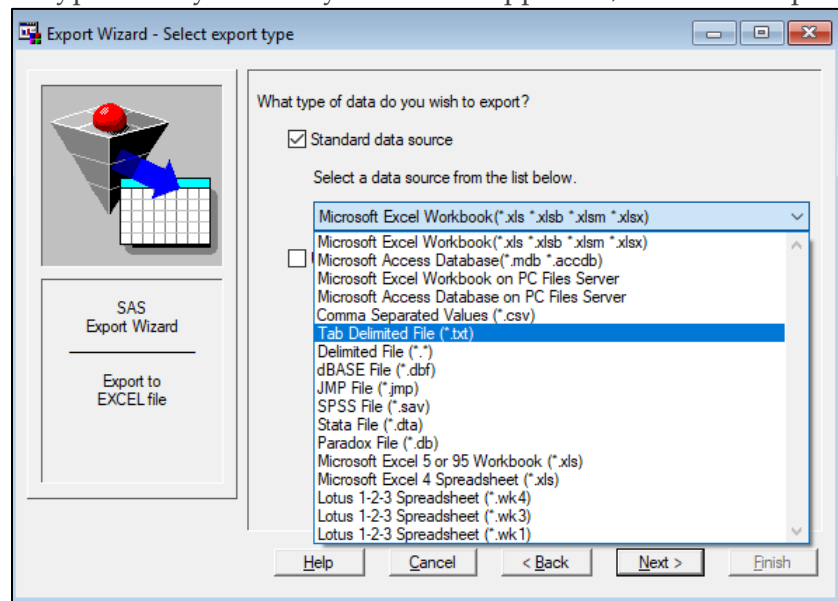 Export Wizard - Select export type
What type of data do you wish to export?
Standard data source
Select a data source from the list below.
Microsoft Excel Workbook(*.xls *.xlsb *.xlsm *.xlsx)
Microsoft Excel Workbook(*.xls *.xlsb *.xlsm *.xlsx)
Microsoft Access Database(*.mdb *.accdb)
Microsoft Excel Workbook on PC Files Server
Microsoft Access Database on PC Files Server
Comma Separated Values (*.csv)
Tab Delimited File (*.txt)
Delimited File (*.*)
dBASE File (*.dbf)
JMP File (*.jmp)
SPSS File (*.sav)
Stata File (*.dta)
Paradox File (*.db)
Microsoft Excel 5 or 95 Workbook (*.xls)
Microsoft Excel 4 Spreadsheet (*.xls)
Lotus 1-2-3 Spreadsheet (*.wk4)
Lotus 1-2-3 Spreadsheet (*.wk3)
Lotus 1-2-3 Spreadsheet (*.wk1)
SAS
Export Wizard
Export to
EXCEL file
Help Cancel < Back Next > Finish